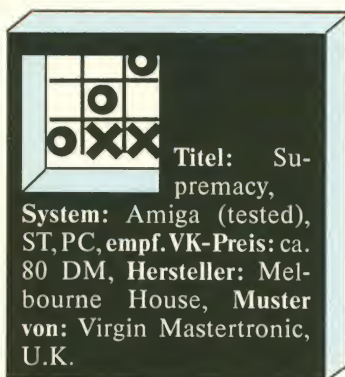 Titel: Su-
premacy,
System: Amiga (tested),
ST, PC, empf. VK-Preis: ca.
80 DM, Hersteller: Mel-
bourne House, Muster
von: Virgin Mastertronic,
U.K.